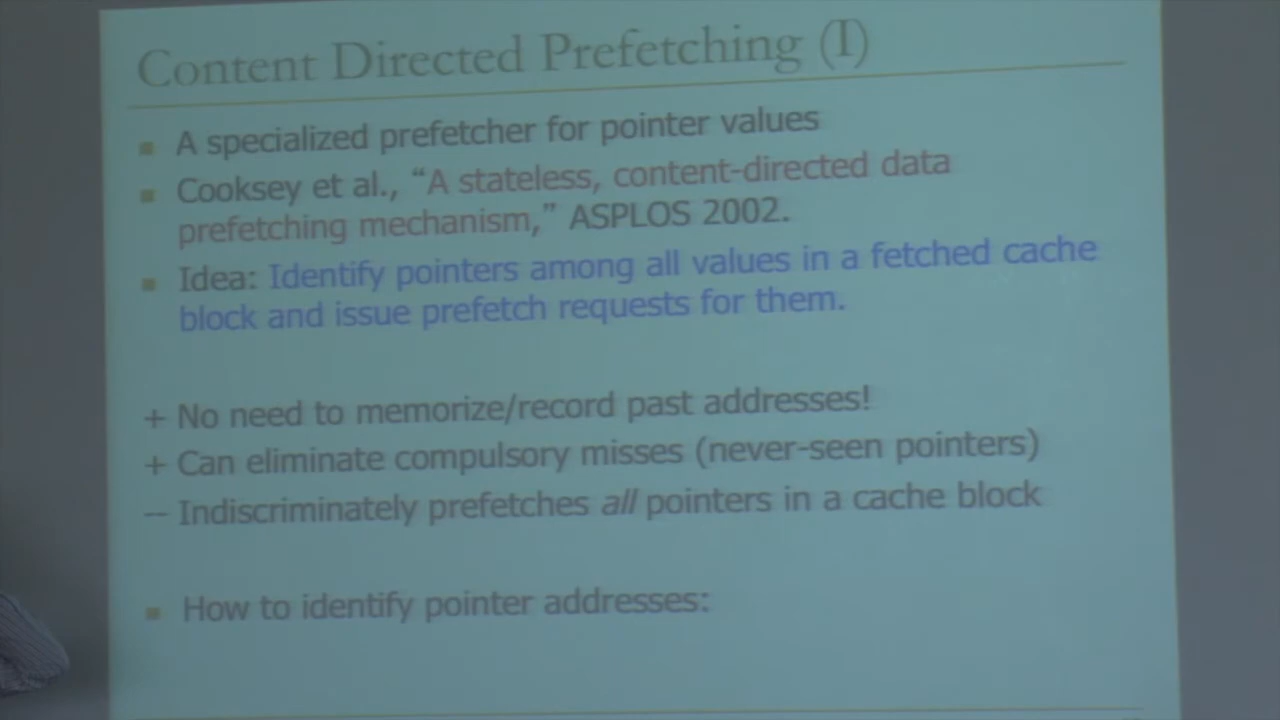 Content Directed Prefetching (I)
▪ A specialized prefetcher for pointer values
▪ Cooksey et al., “A stateless, content-directed data
prefetching mechanism,” ASPLOS 2002.
▪ Idea: Identify pointers among all values in a fetched cache
block and issue prefetch requests for them.
+ No need to memorize/record past addresses!
+ Can eliminate compulsory misses (never-seen pointers)
-- Indiscriminately prefetches all pointers in a cache block
▪ How to identify pointer addresses: